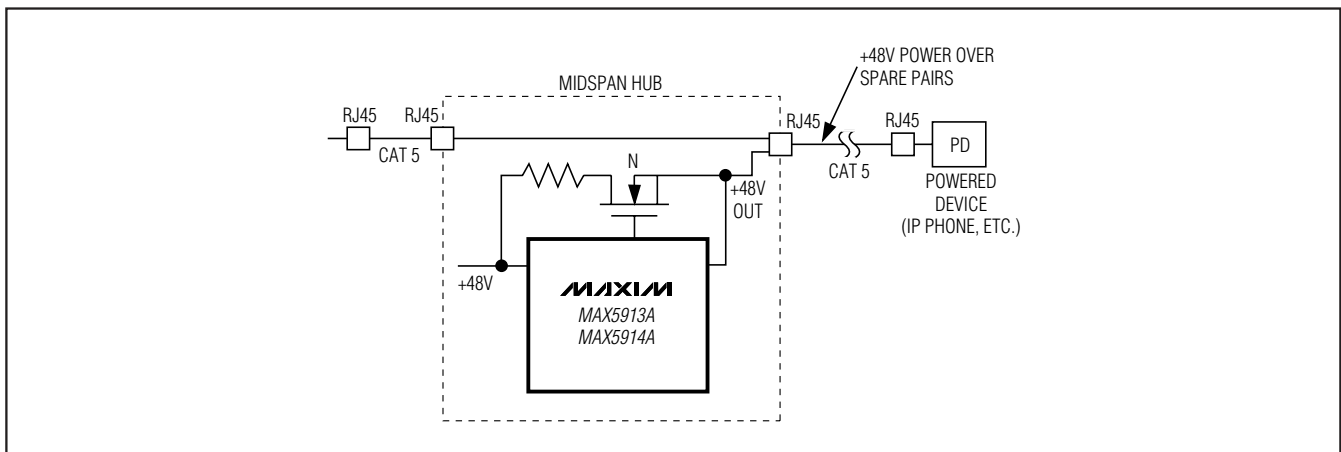 +48V POWER OVER
SPARE PAIRS
MIDSPAN HUB
RJ45
RJ45
RJ45
RJ45
CAT 5
N
+48V
OUT
CAT 5
PD
POWERED
DEVICE
(IP PHONE, ETC.)
+48V
MAXIM
MAX5913A
MAX5914A